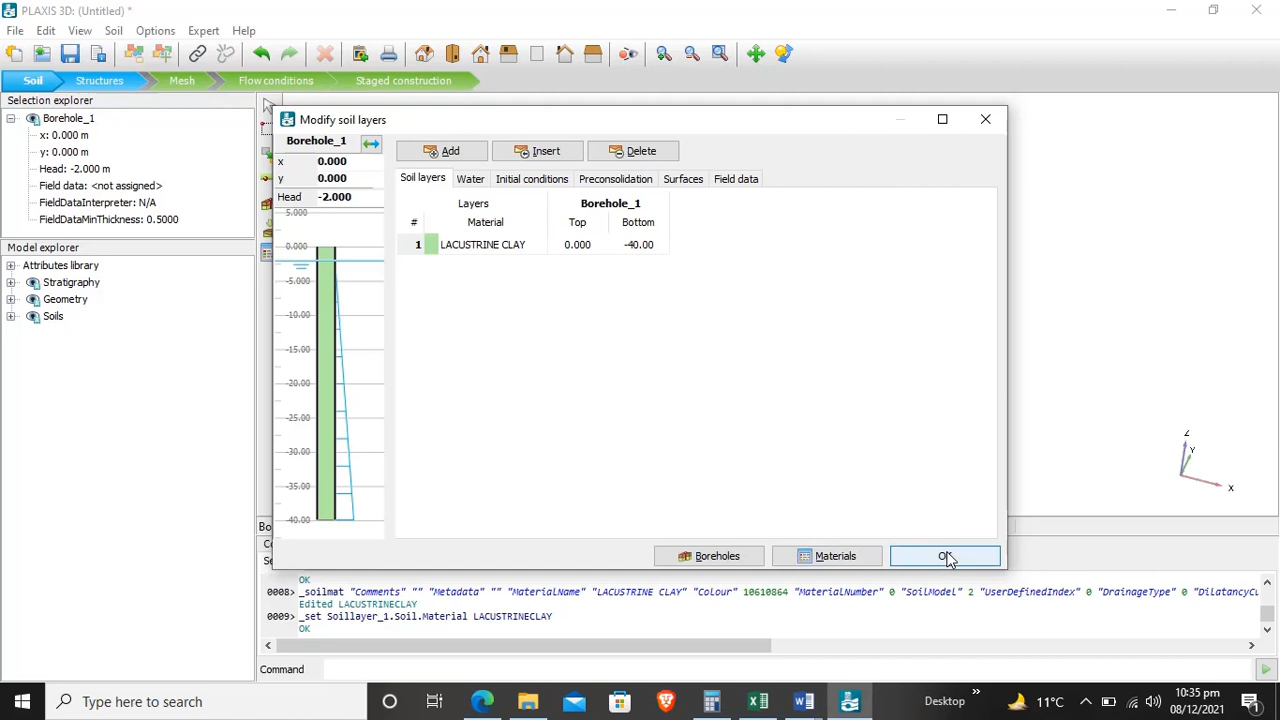 PLAXIS 3D: (Untitled) *
File Edit View Soil Options Expert Help
Soil Structures Mesh Flow conditions Staged construction
Selection explorer
Borehole_1
x: 0.000 m
y: 0.000 m
Head: -2.000 m
Field data: <not assigned>
FieldDataInterpreter: N/A
FieldDataMinThickness: 0.5000
Model explorer
Attributes library
Stratigraphy
Geometry
Soils
Modify soil layers
Borehole_1
x 0.000
y 0.000
Head -2.000
5.000
0.000
-5.000
-10.00
-15.00
-20.00
-25.00
-30.00
-35.00
-40.00
Add Insert Delete
Soil layers Water Initial conditions Preconsolidation Surfaces Field data
Layers Borehole_1
# Material Top Bottom
1 LACUSTRINE CLAY 0.000 -40.00
Boreholes Materials
Z
Y
X
OK
0008> _soilmat "Comments" "" "Metadata" "" "MaterialName" "LACUSTRINE CLAY" "Colour" 10610864 "MaterialNumber" 0 "SoilModel" 2 "UserDefinedIndex" 0 "DrainageType" 0 "DilatancyCu
Edited LACUSTRINECLAY
0009> _set Soillayer_1.Soil.Material LACUSTRINECLAY
OK
Command
Type here to search
Desktop
11°C
10:35 pm
08/12/2021
1